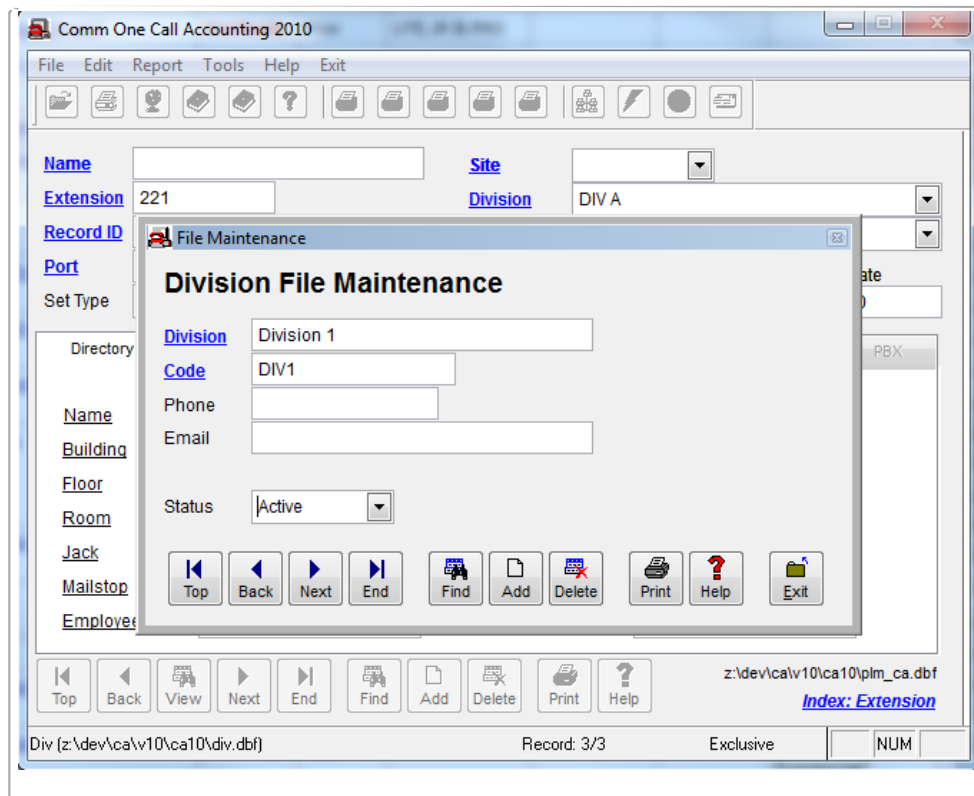 Comm One Call Accounting 2010
File Edit Report Tools Help Exit
Name Site
Extension 221 Division DIV A
Record ID
Port
Set Type
File Maintenance
Division File Maintenance
Division Division 1
Code DIV1
Phone
Email
Status Active
Top Back Next End Find Add Delete Print Help Exit
Directory PBX
Name
Building
Floor
Room
Jack
Mailstop
Top Back View Next End Find Add Delete Print Help
z:\dev\ca\v10\ca10\plm_ca.dbf
Index: Extension
Div (z:\dev\ca\v10\ca10\div.dbf) Record: 3/3 Exclusive NUM